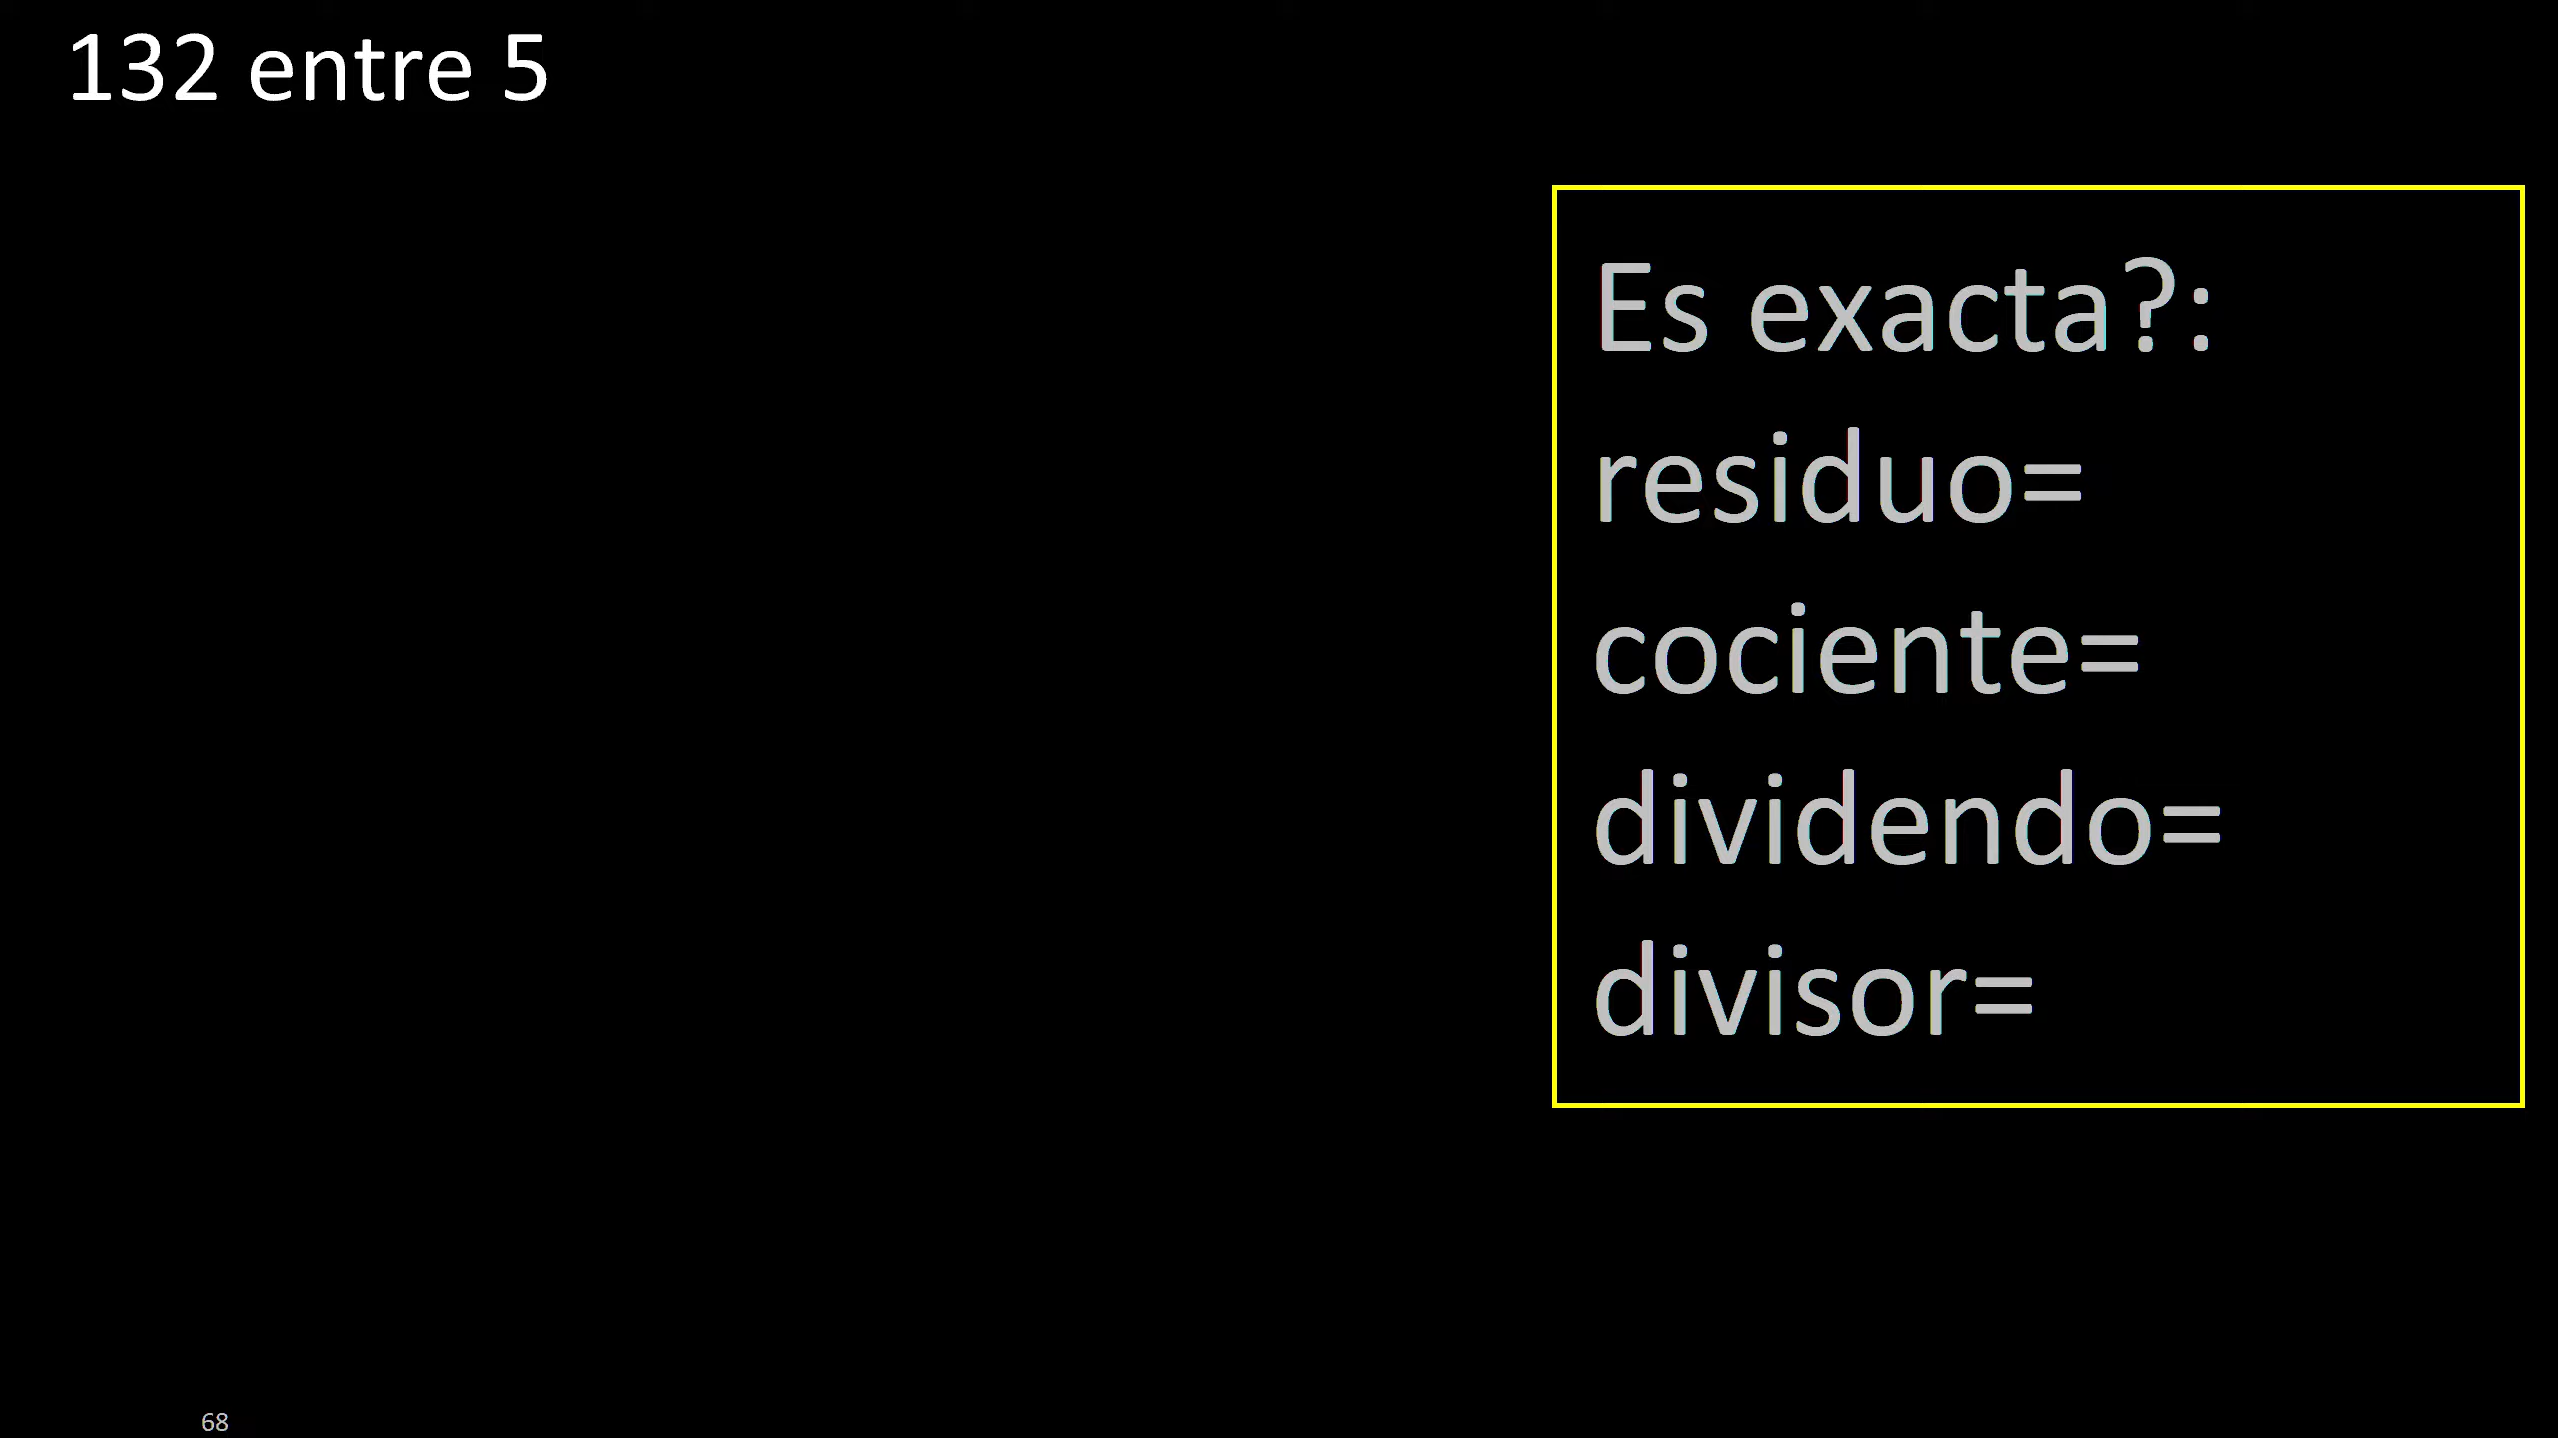 132 entre 5
Es exacta?:
residuo=
cociente=
dividendo=
divisor=
68